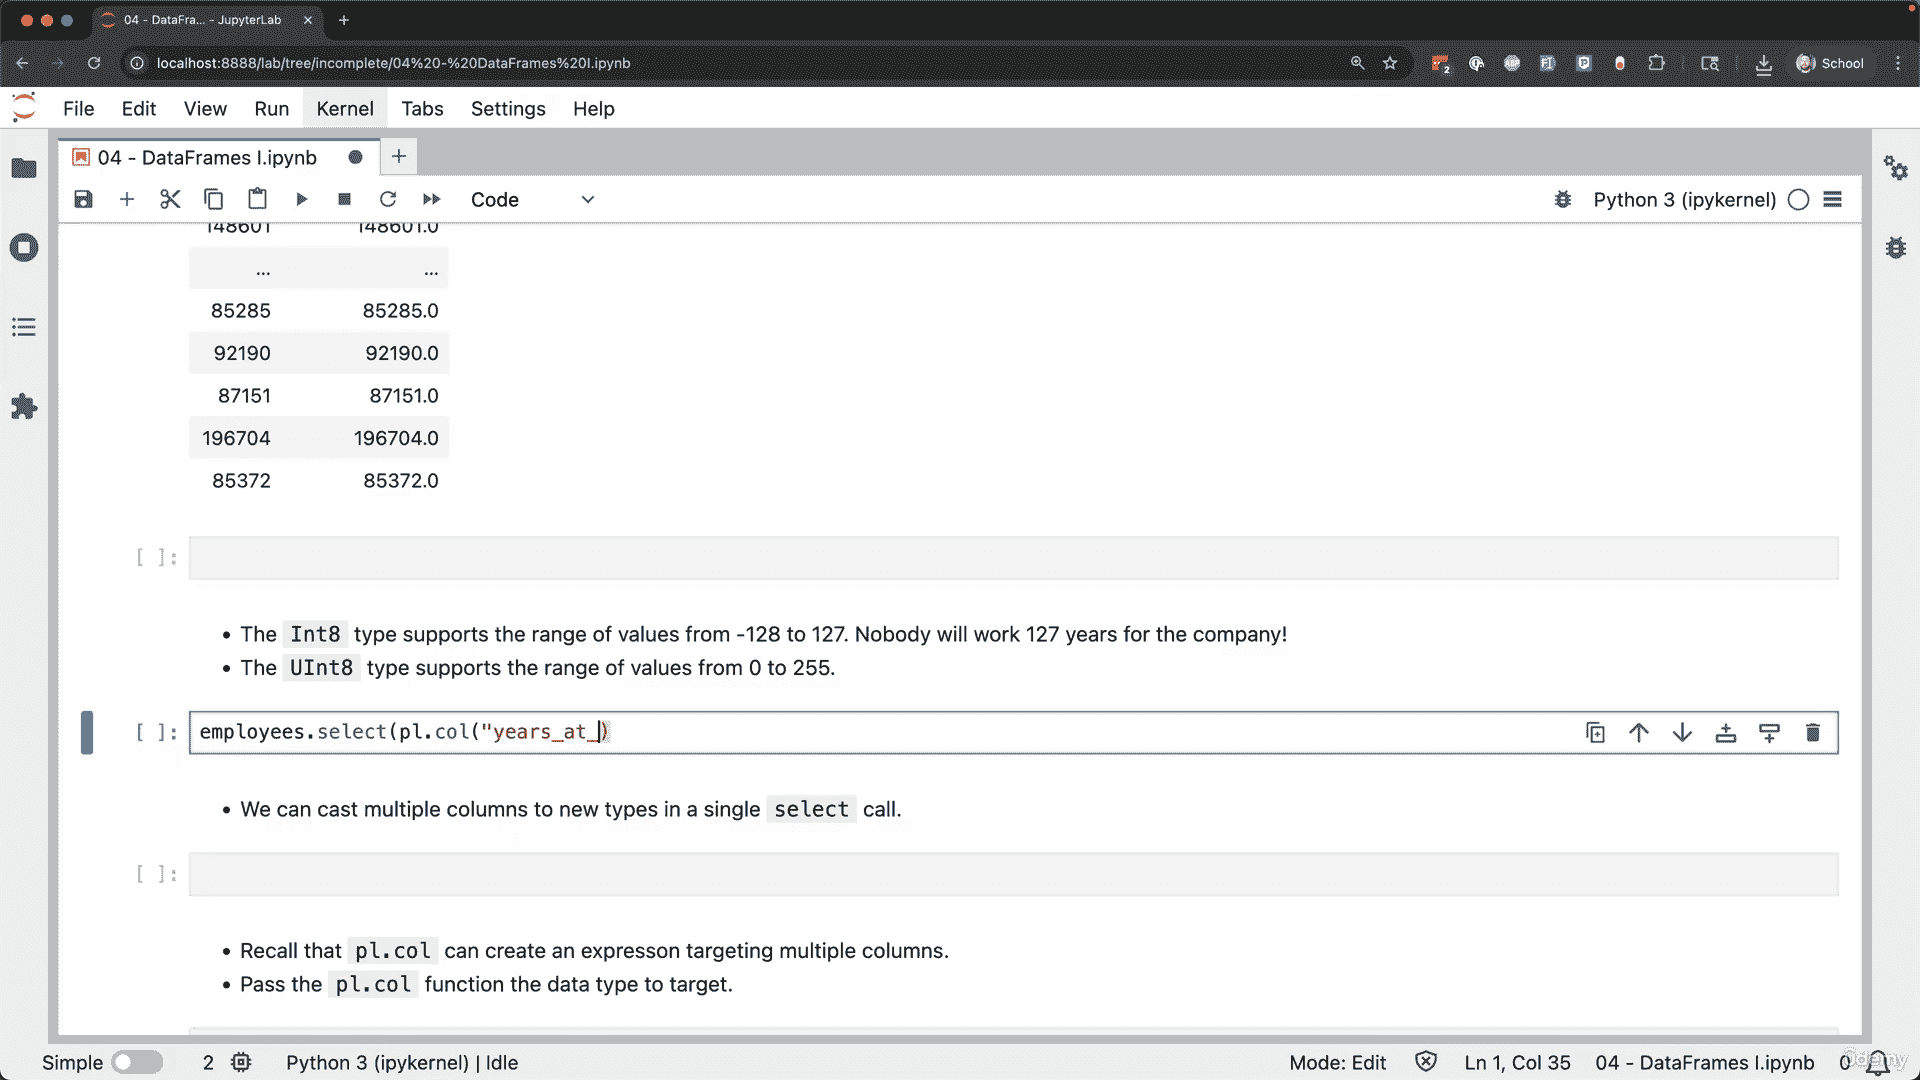 04 - DataFra... - JupyterLab
localhost:8888/lab/tree/incomplete/04%20-%20DataFrames%20I.ipynb
2
School
File Edit View Run Kernel Tabs Settings Help
04 - DataFrames I.ipynb
Code
Python 3 (ipykernel)
148601 148601.0
... ...
85285 85285.0
92190 92190.0
87151 87151.0
196704 196704.0
85372 85372.0
[ ]:
• The Int8 type supports the range of values from -128 to 127. Nobody will work 127 years for the company!
• The UInt8 type supports the range of values from 0 to 255.
[ ]: employees.select(pl.col("years_at_)
• We can cast multiple columns to new types in a single select call.
[ ]:
• Recall that pl.col can create an expresson targeting multiple columns.
• Pass the pl.col function the data type to target.
Simple 2 Python 3 (ipykernel) | Idle Mode: Edit Ln 1, Col 35 04 - DataFrames I.ipynb 0
udemy